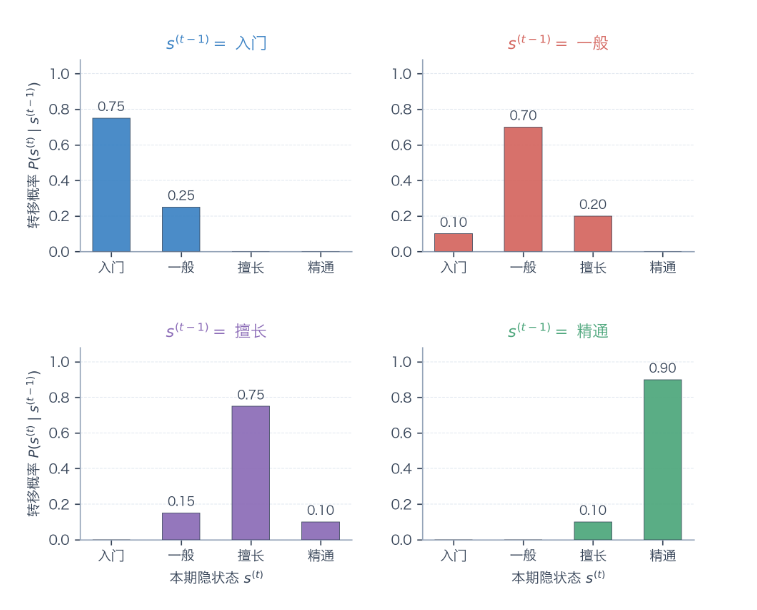 s^(t−1) = 入门
转移概率 P(s^(t) | s^(t−1))
1.0
0.8
0.6
0.4
0.2
0.0
0.75
0.25
入门 一般 擅长 精通
s^(t−1) = 一般
1.0
0.8
0.6
0.4
0.2
0.0
0.10
0.70
0.20
入门 一般 擅长 精通
s^(t−1) = 擅长
转移概率 P(s^(t) | s^(t−1))
1.0
0.8
0.6
0.4
0.2
0.0
0.15
0.75
0.10
入门 一般 擅长 精通
本期隐状态 s^(t)
s^(t−1) = 精通
1.0
0.8
0.6
0.4
0.2
0.0
0.10
0.90
入门 一般 擅长 精通
本期隐状态 s^(t)